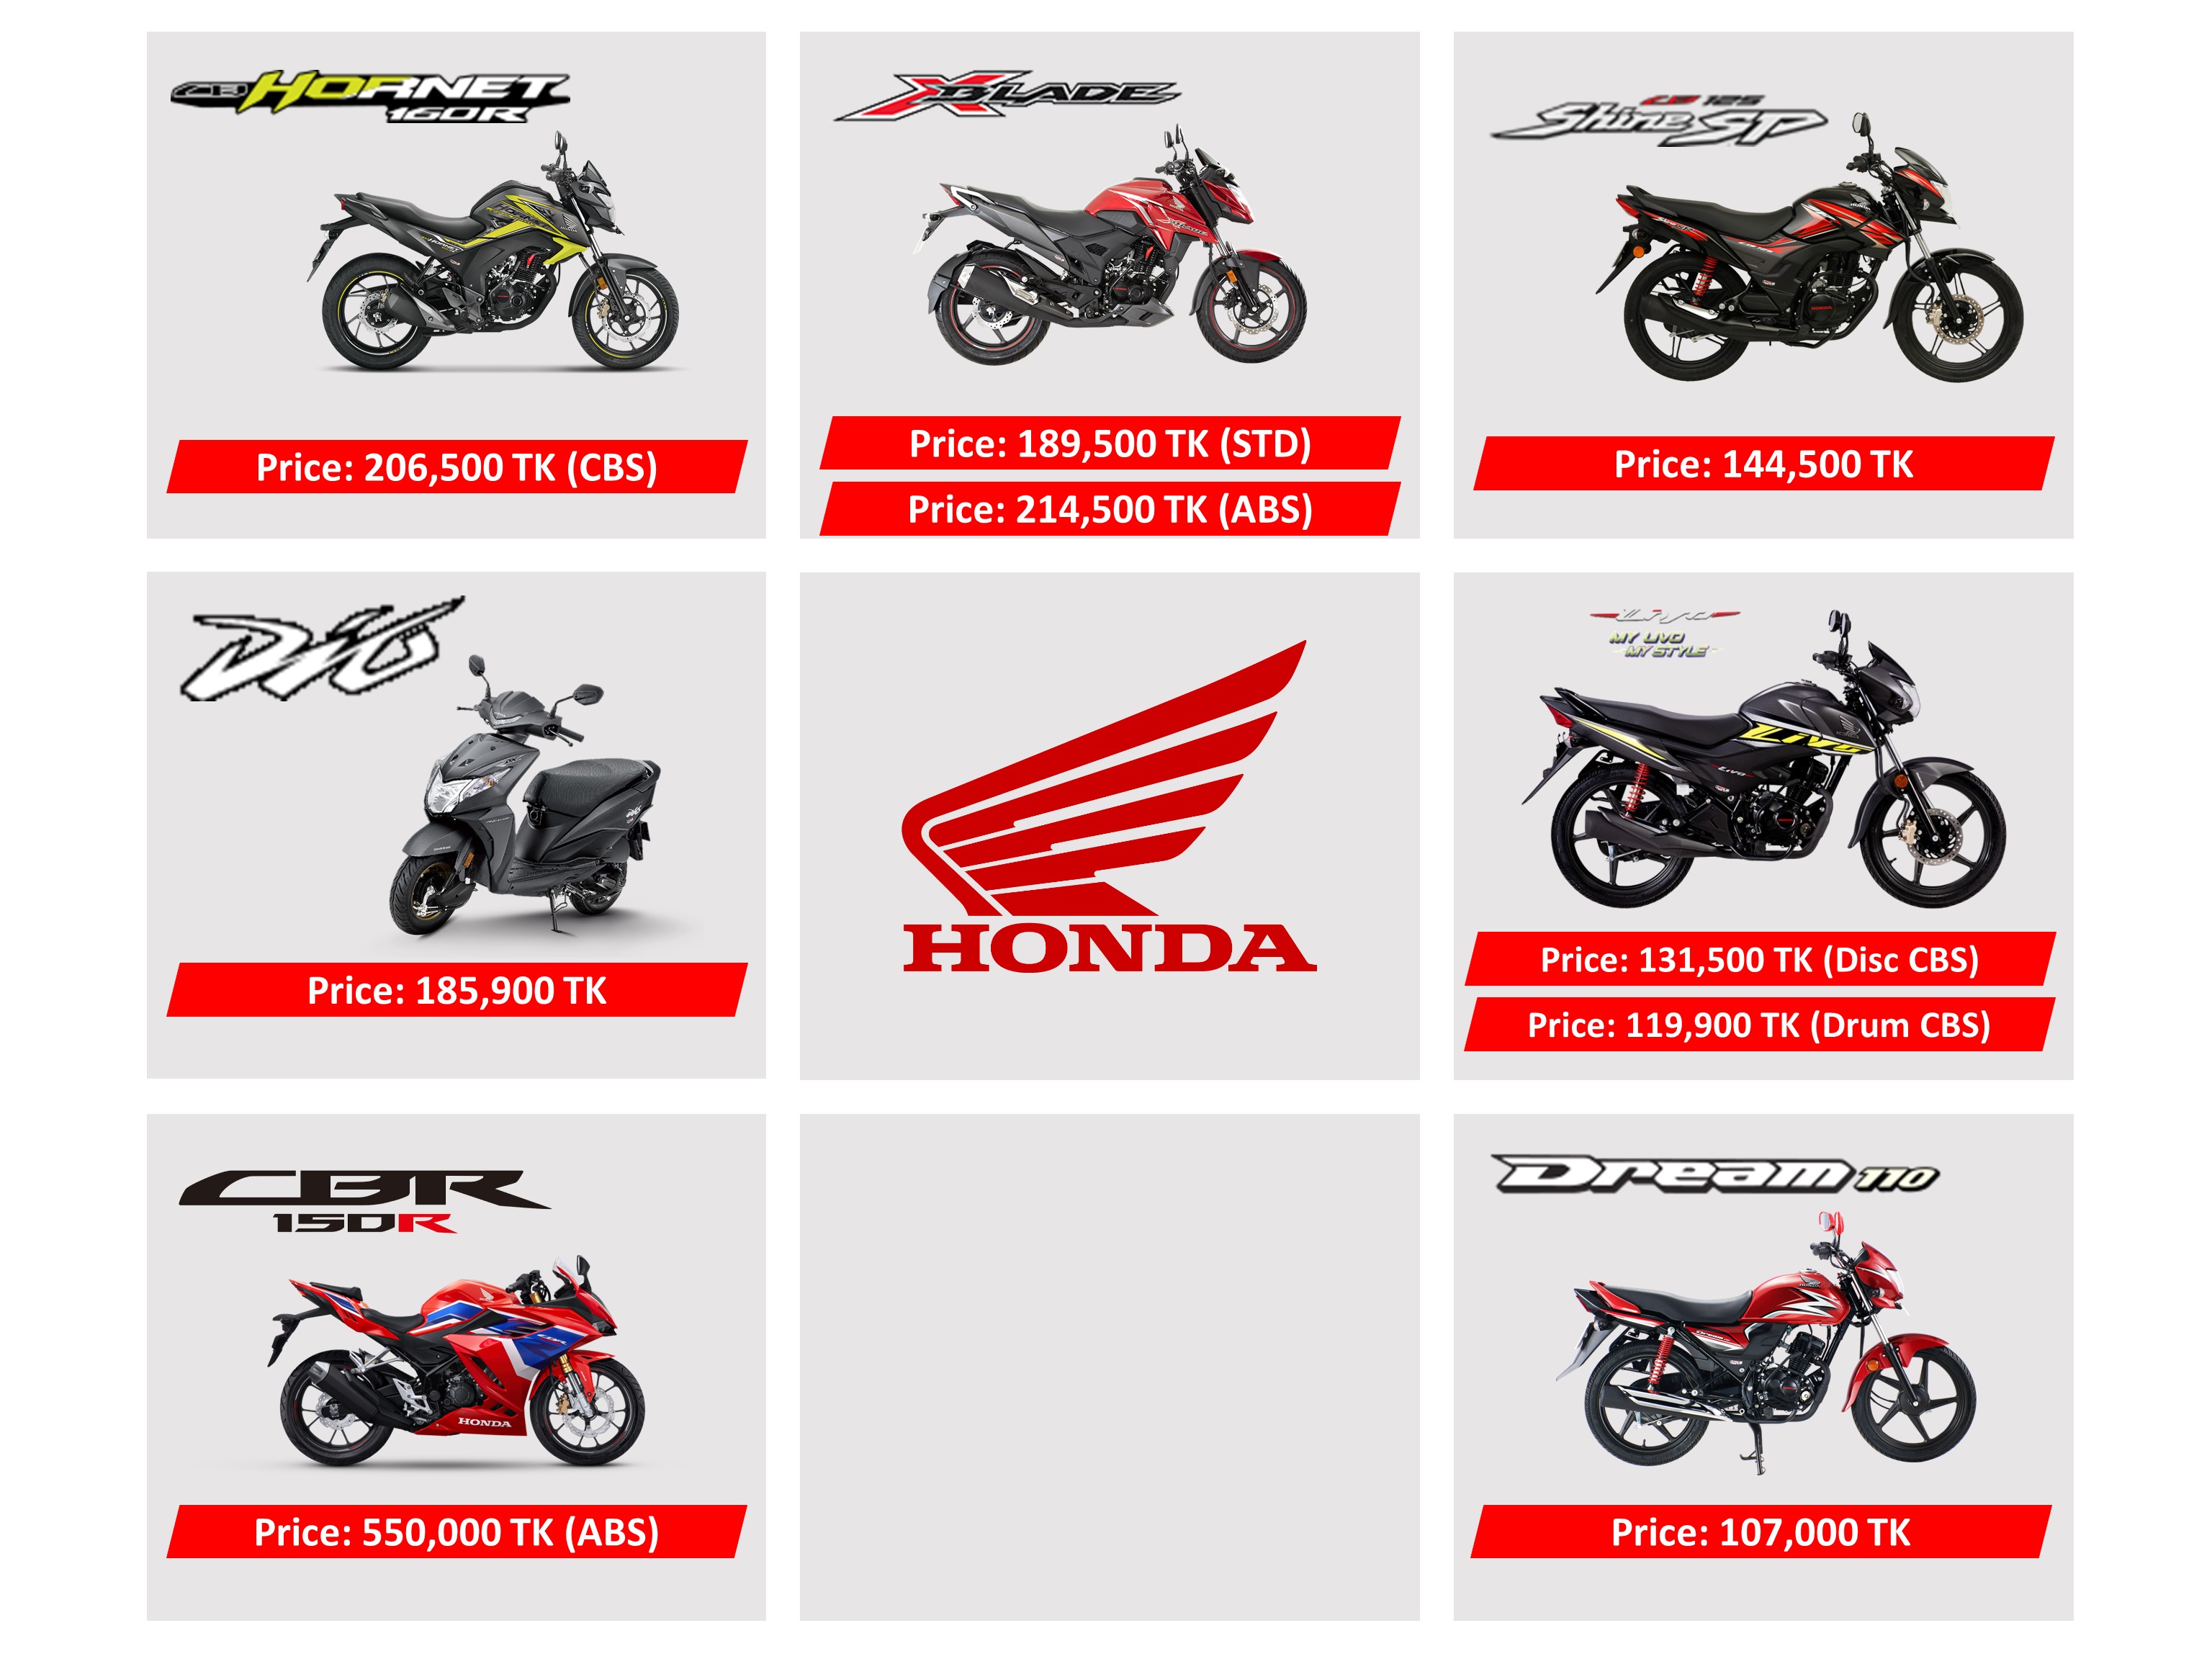 CB HORNET
160R
Price: 206,500 TK (CBS)
XBLADE
Price: 189,500 TK (STD)
Price: 214,500 TK (ABS)
CB 125
Shine SP
Price: 144,500 TK
Dio
Price: 185,900 TK
HONDA
Livo
MY LIVO
MY STYLE
LIVO
Price: 131,500 TK (Disc CBS)
Price: 119,900 TK (Drum CBS)
CBR
150R
HONDA
Price: 550,000 TK (ABS)
Dream 110
Price: 107,000 TK